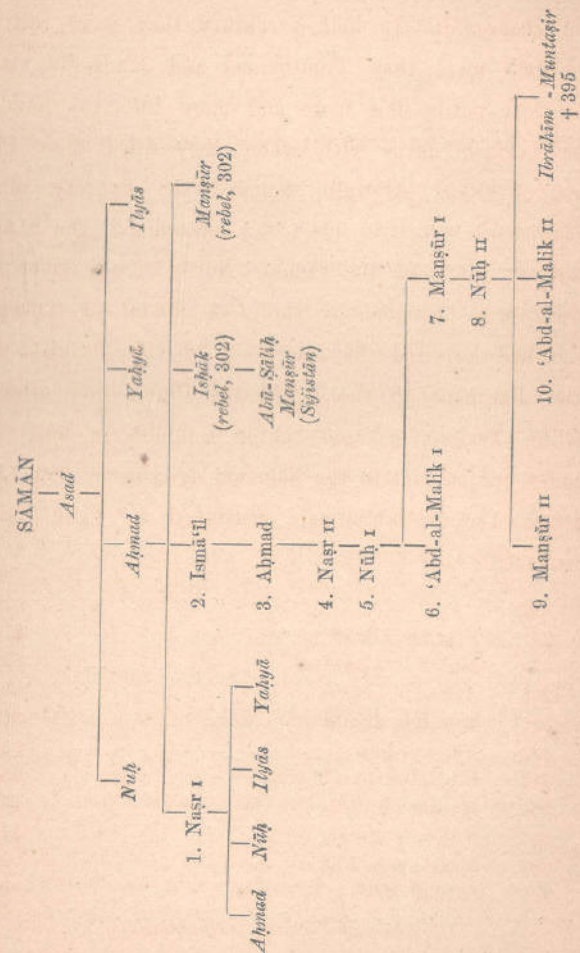 SĀMĀN
Asad
Nuḥ Aḥmad Yaḥyā Ilyās
1. Naṣr I 2. Ismāʿīl Isḥāk Manṣūr
(rebel, 302) (rebel, 302)
Aḥmad Nūḥ Ilyās Yaḥyā 3. Aḥmad Abū-Ṣāliḥ
Manṣūr
(Sijistān)
4. Naṣr II
5. Nūḥ I
6. ʿAbd-al-Malik I 7. Manṣūr I
8. Nūḥ II
9. Manṣūr II 10. ʿAbd-al-Malik II Ibrāhīm -Muntaṣir
† 395